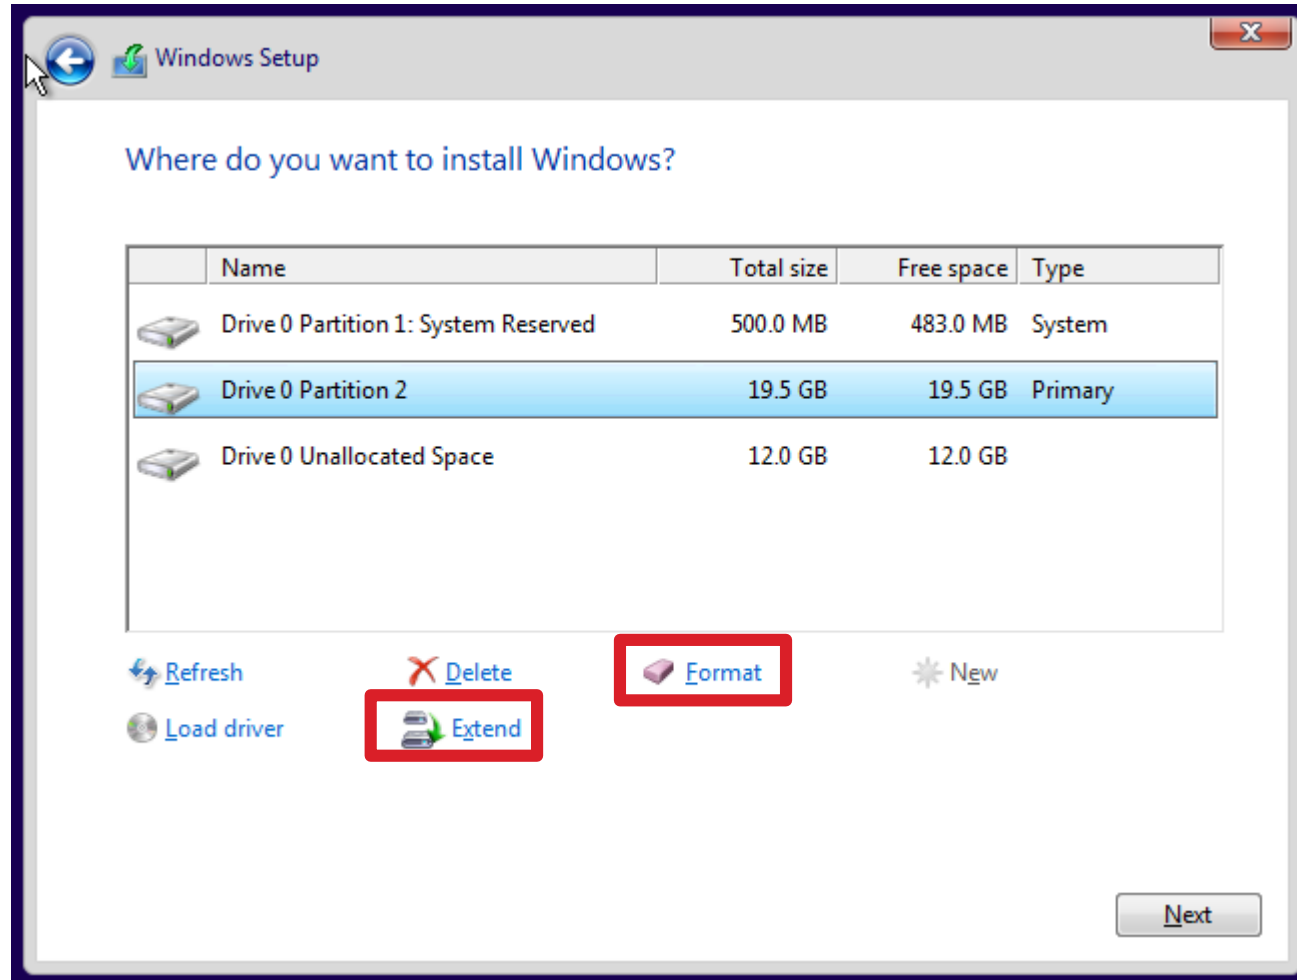 Windows Setup
Where do you want to install Windows?
Name Total size Free space Type
Drive 0 Partition 1: System Reserved 500.0 MB 483.0 MB System
Drive 0 Partition 2 19.5 GB 19.5 GB Primary
Drive 0 Unallocated Space 12.0 GB 12.0 GB
Refresh Delete Format New
Load driver Extend
Next